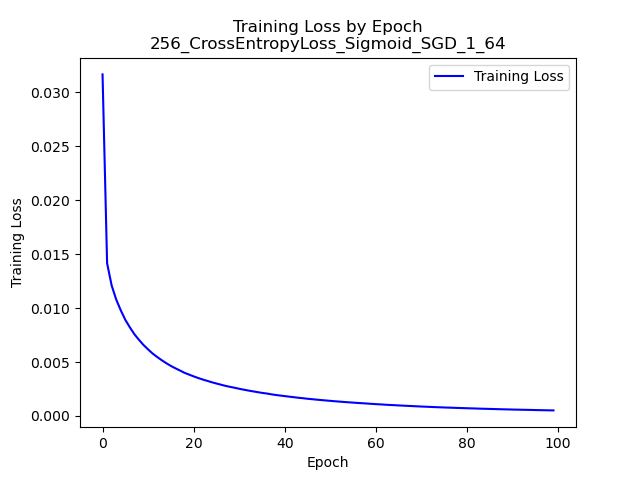 Training Loss by Epoch
256_CrossEntropyLoss_Sigmoid_SGD_1_64
Training Loss
0.030
0.025
0.020
0.015
0.010
0.005
0.000
Training Loss
0
20
40
60
80
100
Epoch